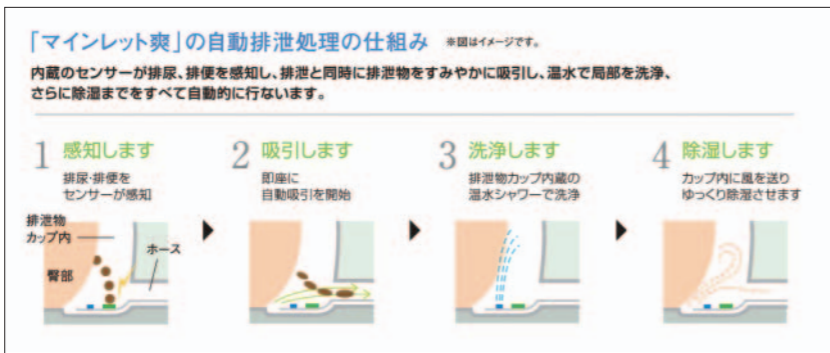 「マインレット爽」の自動排泄処理の仕組み ※図はイメージです。
内蔵のセンサーが排尿、排便を感知し、排泄と同時に排泄物をすみやかに吸引し、温水で局部を洗浄、
さらに除湿までをすべて自動的に行ないます。
1 感知します
排尿・排便を
センサーが感知
排泄物
カップ内
臀部
ホース
2 吸引します
即座に
自動吸引を開始
3 洗浄します
排泄物カップ内蔵の
温水シャワーで洗浄
4 除湿します
カップ内に風を送り
ゆっくり除湿させます